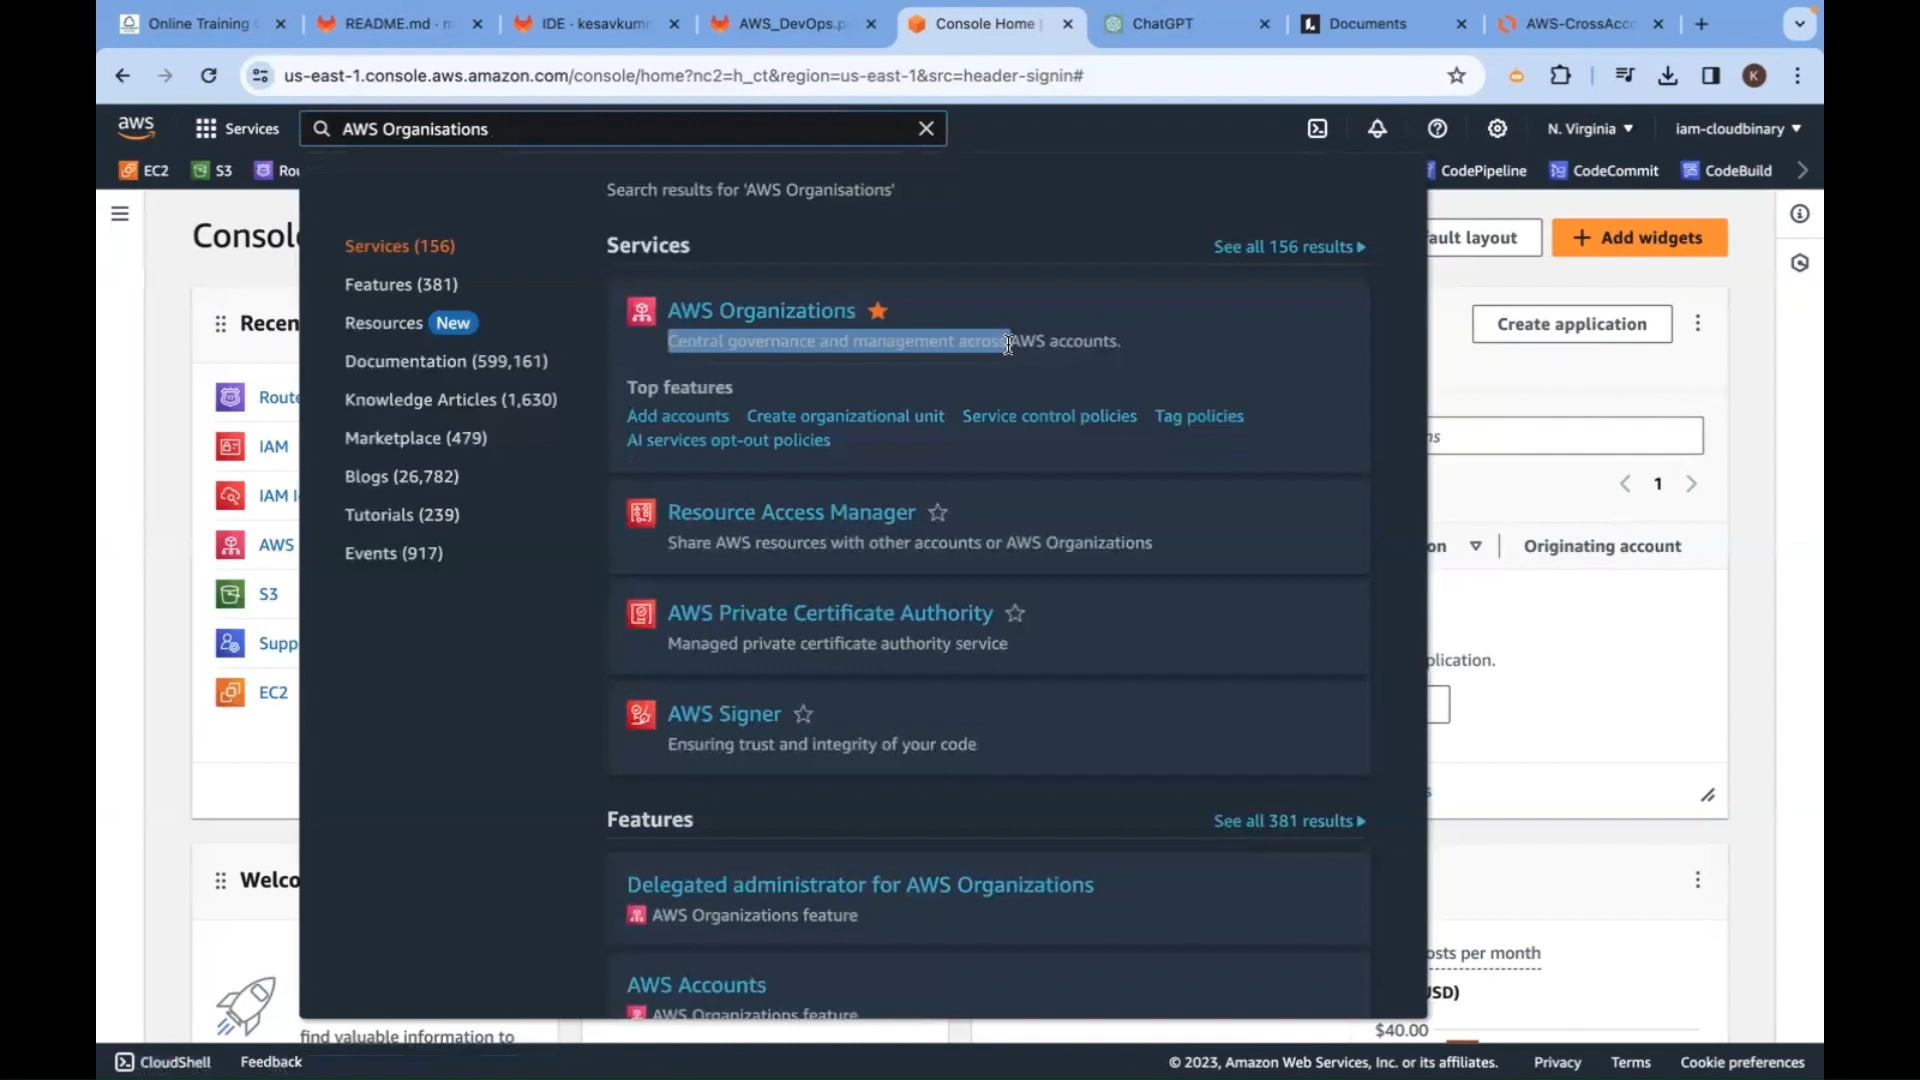 Online Training
README.md - m
IDE · kesavkum
AWS_DevOps.p
Console Home
ChatGPT
Documents
AWS-CrossAcc
us-east-1.console.aws.amazon.com/console/home?nc2=h_ct&region=us-east-1&src=header-signin#
K
aws
Services
AWS Organisations
N. Virginia
iam-cloudbinary
EC2
S3
Rou
CodePipeline
CodeCommit
CodeBuild
Search results for 'AWS Organisations'
Services (156)
Features (381)
Resources New
Documentation (599,161)
Knowledge Articles (1,630)
Marketplace (479)
Blogs (26,782)
Tutorials (239)
Events (917)
Services
See all 156 results
AWS Organizations
Central governance and management across AWS accounts.
Top features
Add accounts Create organizational unit Service control policies Tag policies
AI services opt-out policies
Resource Access Manager
Share AWS resources with other accounts or AWS Organizations
AWS Private Certificate Authority
Managed private certificate authority service
AWS Signer
Ensuring trust and integrity of your code
Features
See all 381 results
Delegated administrator for AWS Organizations
AWS Organizations feature
AWS Accounts
AWS Organizations feature
Consol
ault layout
Add widgets
Recen
Route
IAM
IAM I
AWS
S3
Supp
EC2
Create application
ns
1
on
Originating account
plication.
s
Welco
find valuable information to
osts per month
USD)
$40.00
CloudShell
Feedback
© 2023, Amazon Web Services, Inc. or its affiliates.
Privacy
Terms
Cookie preferences